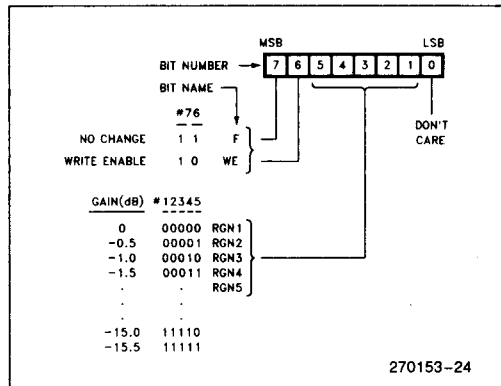 MSB LSB
BIT NUMBER 7 6 5 4 3 2 1 0
BIT NAME
#76
DON'T
CARE
NO CHANGE 1 1 F
WRITE ENABLE 1 0 WE
GAIN(dB) #12345
0 00000 RGN1
-0.5 00001 RGN2
-1.0 00010 RGN3
-1.5 00011 RGN4
. . RGN5
. .
. .
-15.0 11110
-15.5 11111
270153-24